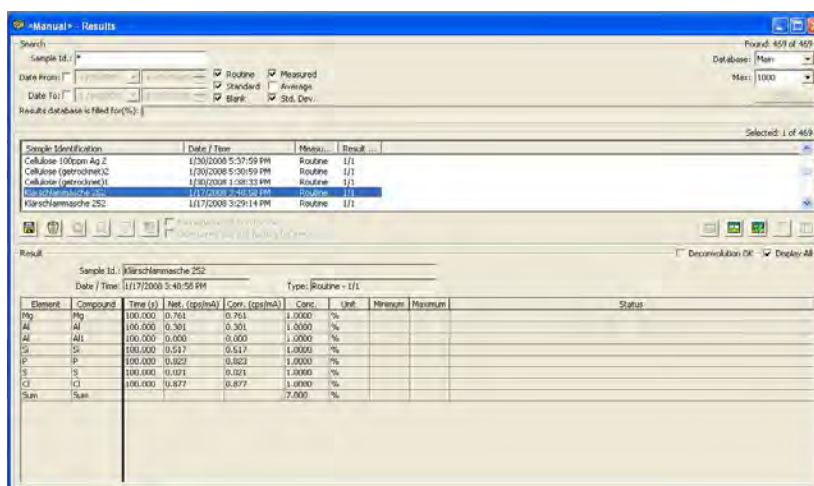 «Manual» - Results
Search
Found: 469 of 469
Sample Id.: *
Database: Main
Date From:
Routine Measured
Max: 1000
Standard Average
Date To:
Blank Std. Dev.
Results database is filled for(%):
Selected: 1 of 469
Sample Identification Date / Time Measu... Result ...
Cellulose 100ppm Ag 2 1/30/2008 5:37:59 PM Routine 1/1
Cellulose (getrocknet)2 1/30/2008 5:30:59 PM Routine 1/1
Cellulose (getrocknet)1 1/30/2008 1:38:33 PM Routine 1/1
Klärschlammasche 252 1/17/2008 3:48:58 PM Routine 1/1
Klärschlammasche 252 1/17/2008 3:29:14 PM Routine 1/1
Result
Deconvolution OK Display All
Sample Id.: Klärschlammasche 252
Date / Time: 1/17/2008 3:48:58 PM Type: Routine - 1/1
Element Compound Time (s) Net. (cps/mA) Corr. (cps/mA) Conc. Unit Minimum Maximum Status
Mg Mg 100.000 0.761 0.761 1.0000 %
Al Al 100.000 0.301 0.301 1.0000 %
Al Al1 100.000 0.000 0.000 1.0000 %
Si Si 100.000 0.517 0.517 1.0000 %
P P 100.000 0.823 0.823 1.0000 %
S S 100.000 0.021 0.021 1.0000 %
Cl Cl 100.000 0.877 0.877 1.0000 %
Sum Sum 7.000 %